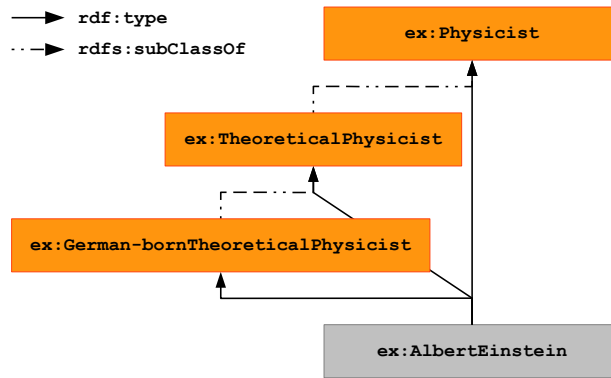 rdf:type
rdfs:subClassOf
ex:Physicist
ex:TheoreticalPhysicist
ex:German-bornTheoreticalPhysicist
ex:AlbertEinstein